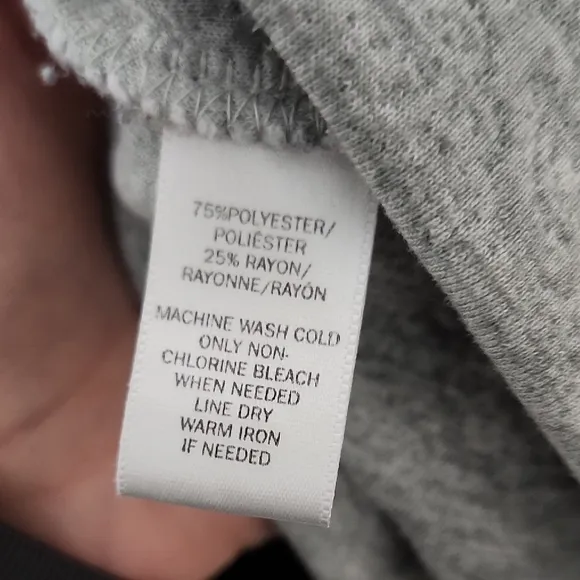 75%POLYESTER/
POLIÉSTER
25% RAYON/
RAYONNE/RAYÓN
MACHINE WASH COLD
ONLY NON-
CHLORINE BLEACH
WHEN NEEDED
LINE DRY
WARM IRON
IF NEEDED